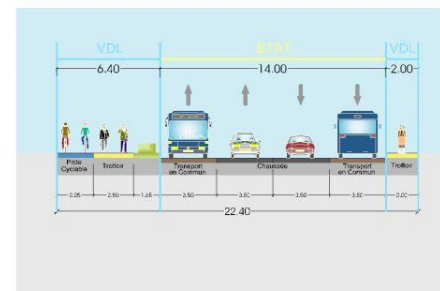 VDL ETAT VDL
6.40 14.00 2.00
Piste Cyclable Trottoir Transport en Commun Chaussée Transport en Commun Trottoir
2.25 2.50 1.65 3.50 3.50 3.50 3.50 2.00
22.40